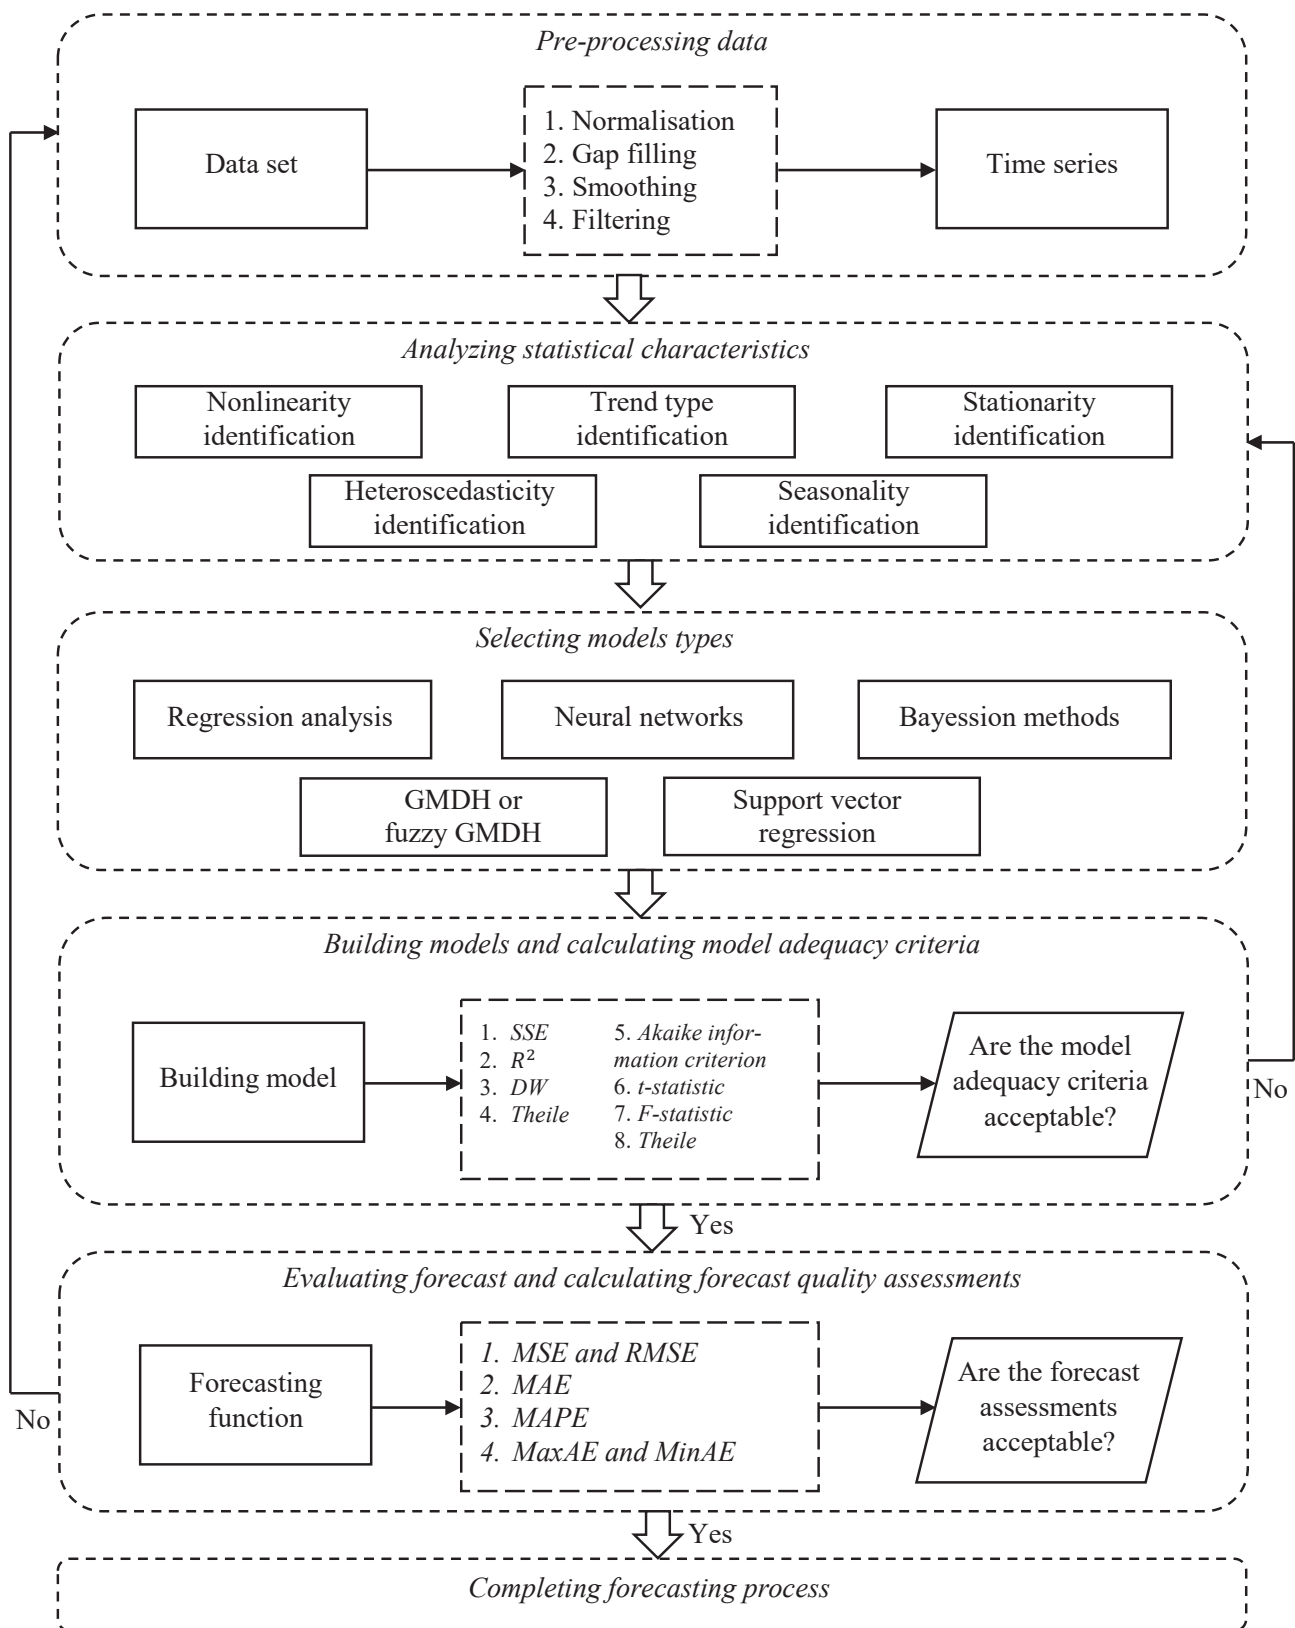 Pre-processing data
Data set
1. Normalisation
2. Gap filling
3. Smoothing
4. Filtering
Time series
Analyzing statistical characteristics
Nonlinearity
identification
Trend type
identification
Stationarity
identification
Heteroscedasticity
identification
Seasonality
identification
Selecting models types
Regression analysis
Neural networks
Bayession methods
GMDH or
fuzzy GMDH
Support vector
regression
Building models and calculating model adequacy criteria
Building model
1. SSE
2. R²
3. DW
4. Theile
5. Akaike infor-
mation criterion
6. t-statistic
7. F-statistic
8. Theile
Are the model
adequacy criteria
acceptable?
No
Yes
Evaluating forecast and calculating forecast quality assessments
Forecasting
function
1. MSE and RMSE
2. MAE
3. MAPE
4. MaxAE and MinAE
Are the forecast
assessments
acceptable?
No
Yes
Completing forecasting process